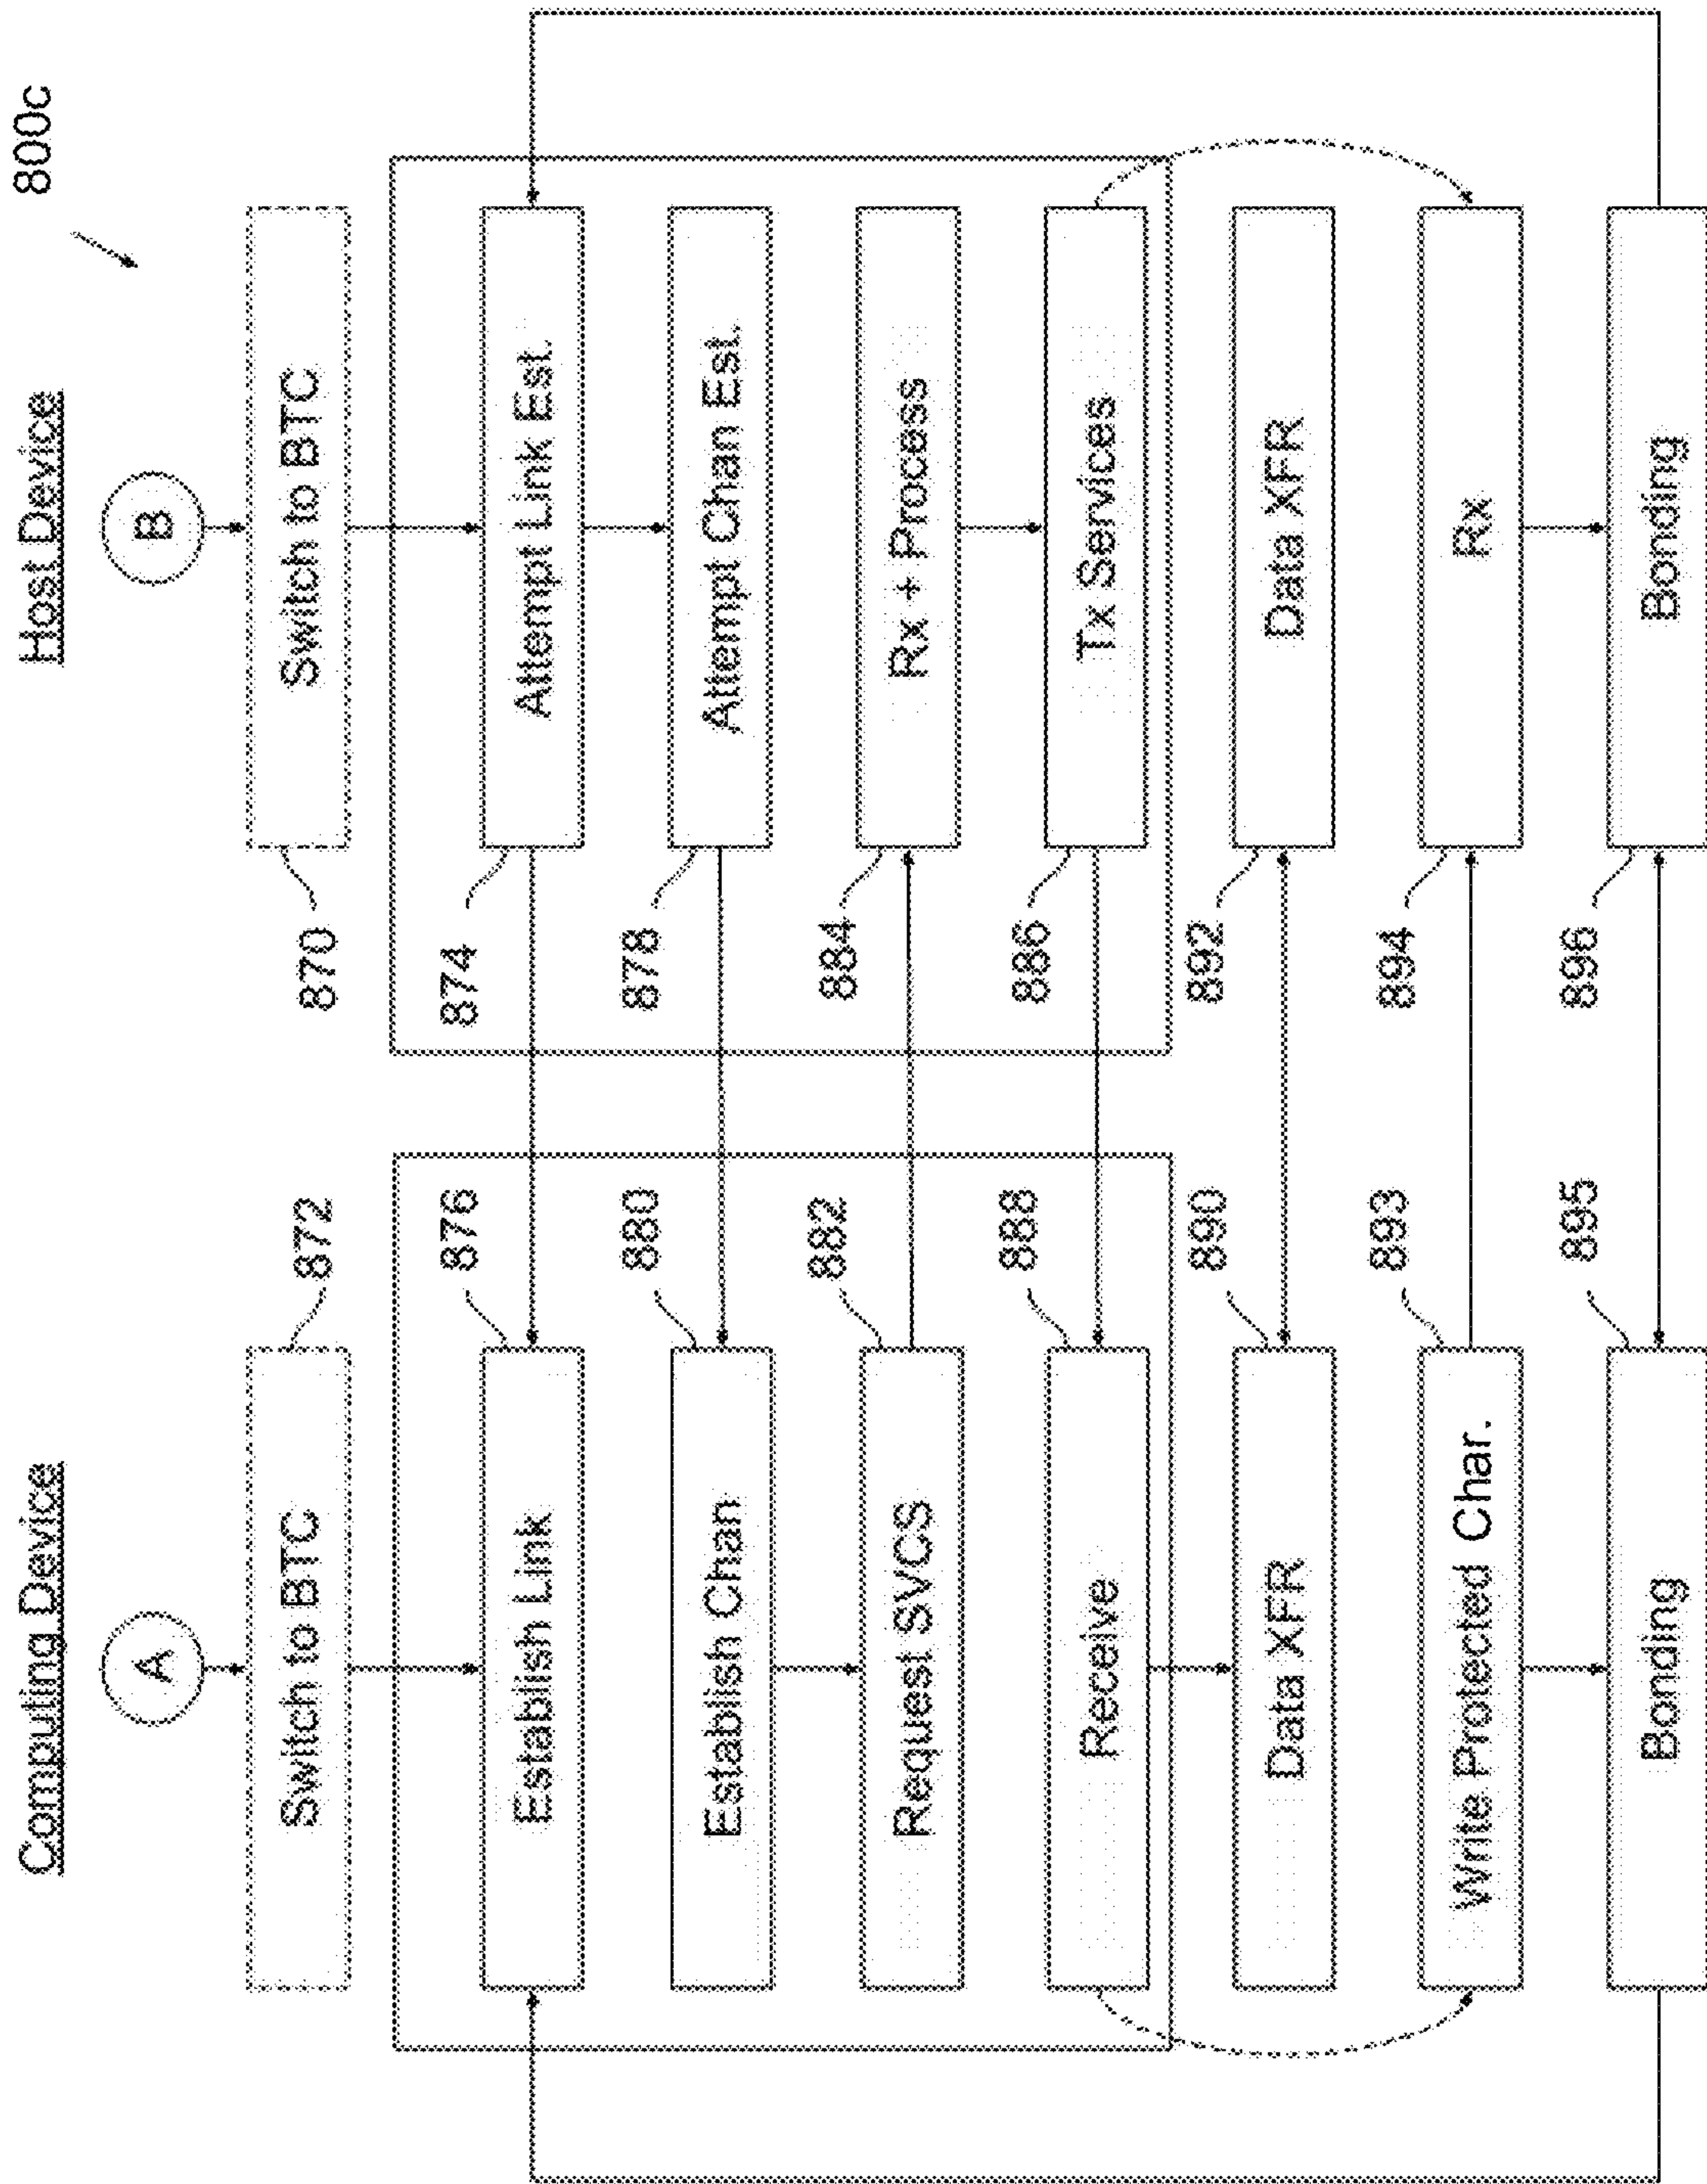 800c
Computing Device
Host Device
A
B
Switch to BTC
872
870
Switch to BTC
Establish Link
876
874
Attempt Link Est.
Establish Chan
880
878
Attempt Chan Est.
Request SVCS
882
884
Rx + Process
Receive
888
886
Tx Services
Data XFR
890
892
Data XFR
Write Protected Char.
893
894
Rx
Bonding
895
896
Bonding